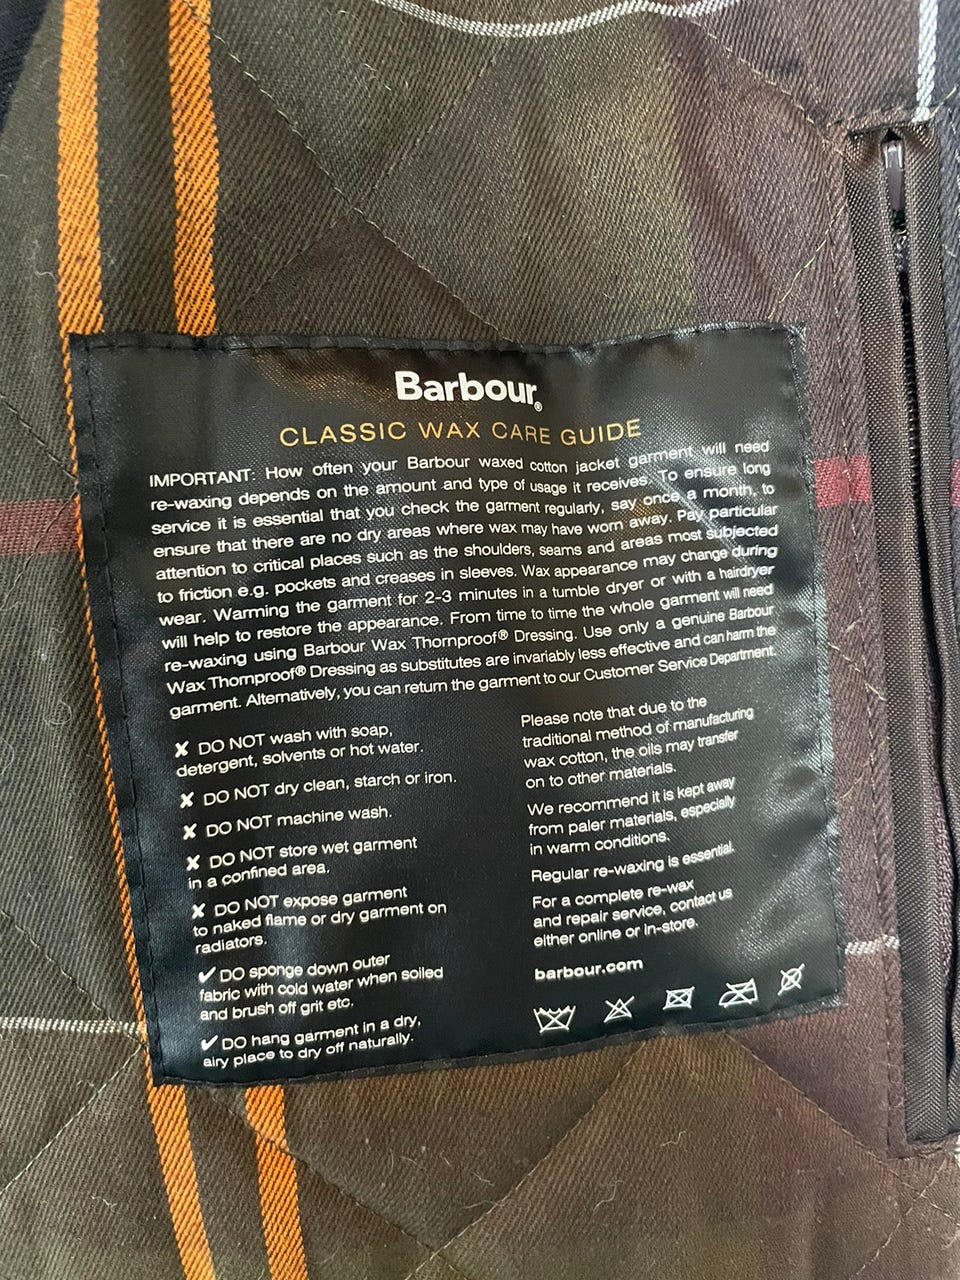 Barbour®
CLASSIC WAX CARE GUIDE
IMPORTANT: How often your Barbour waxed cotton jacket garment will need
re-waxing depends on the amount and type of usage it receives. To ensure long
service it is essential that you check the garment regularly, say once a month, to
ensure that there are no dry areas where wax may have worn away. Pay particular
attention to critical places such as the shoulders, seams and areas most subjected
to friction e.g. pockets and creases in sleeves. Wax appearance may change during
wear. Warming the garment for 2-3 minutes in a tumble dryer or with a hairdryer
will help to restore the appearance. From time to time the whole garment will need
re-waxing using Barbour Wax Thornproof® Dressing. Use only a genuine Barbour
Wax Thornproof® Dressing as substitutes are invariably less effective and can harm the
garment. Alternatively, you can return the garment to our Customer Service Department.
✘ DO NOT wash with soap,
detergent, solvents or hot water.
✘ DO NOT dry clean, starch or iron.
✘ DO NOT machine wash.
✘ DO NOT store wet garment
in a confined area.
✘ DO NOT expose garment
to naked flame or dry garment on
radiators.
✔ DO sponge down outer
fabric with cold water when soiled
and brush off grit etc.
✔ DO hang garment in a dry,
airy place to dry off naturally.
Please note that due to the
traditional method of manufacturing
wax cotton, the oils may transfer
on to other materials.
We recommend it is kept away
from paler materials, especially
in warm conditions.
Regular re-waxing is essential.
For a complete re-wax
and repair service, contact us
either online or in-store.
barbour.com